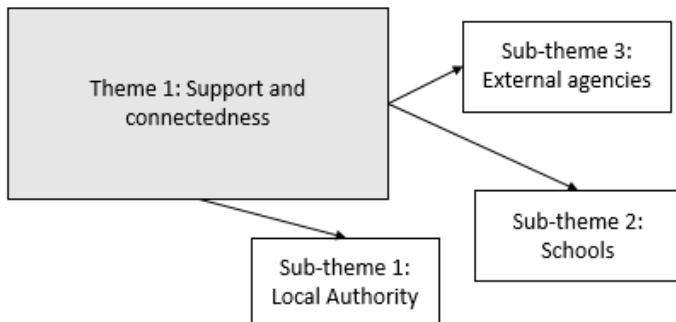 Theme 1: Support and
connectedness
Sub-theme 3:
External agencies
Sub-theme 2:
Schools
Sub-theme 1:
Local Authority